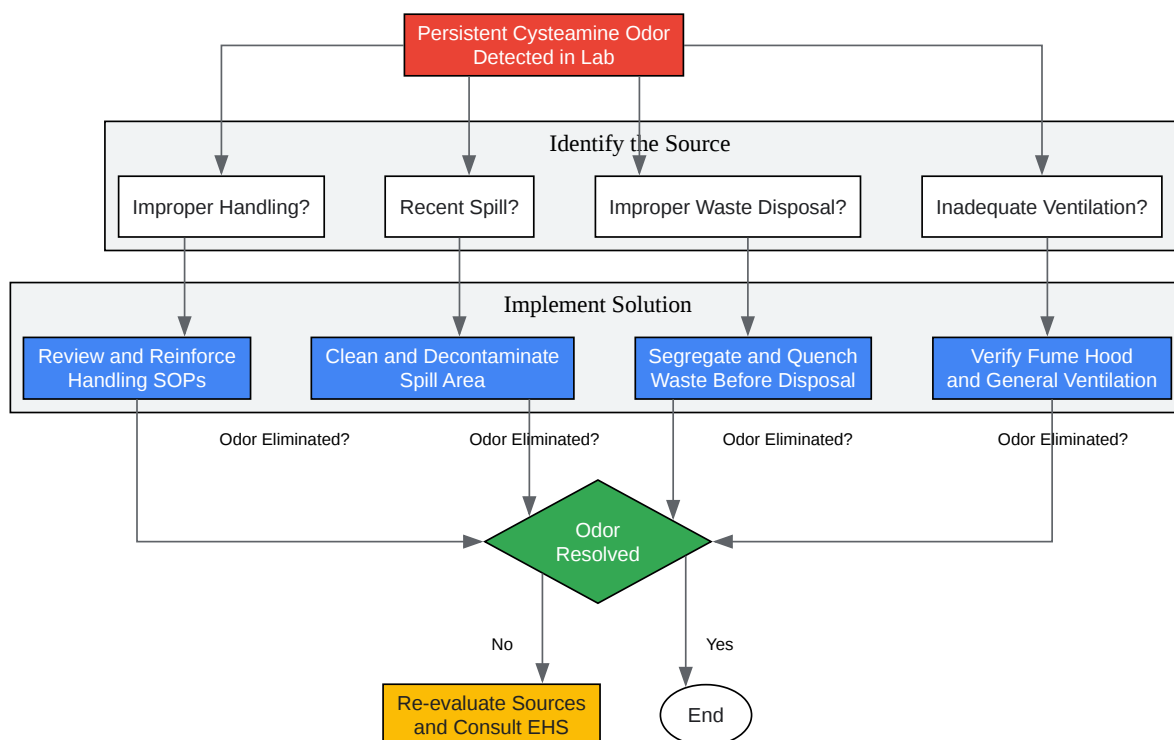 Persistent Cysteamine Odor
Detected in Lab
Identify the Source
Improper Handling?
Recent Spill?
Improper Waste Disposal?
Inadequate Ventilation?
Implement Solution
Review and Reinforce
Handling SOPs
Clean and Decontaminate
Spill Area
Segregate and Quench
Waste Before Disposal
Verify Fume Hood
and General Ventilation
Odor Eliminated?
Odor Eliminated?
Odor Eliminated?
Odor Eliminated?
Odor
Resolved
No
Yes
Re-evaluate Sources
and Consult EHS
End